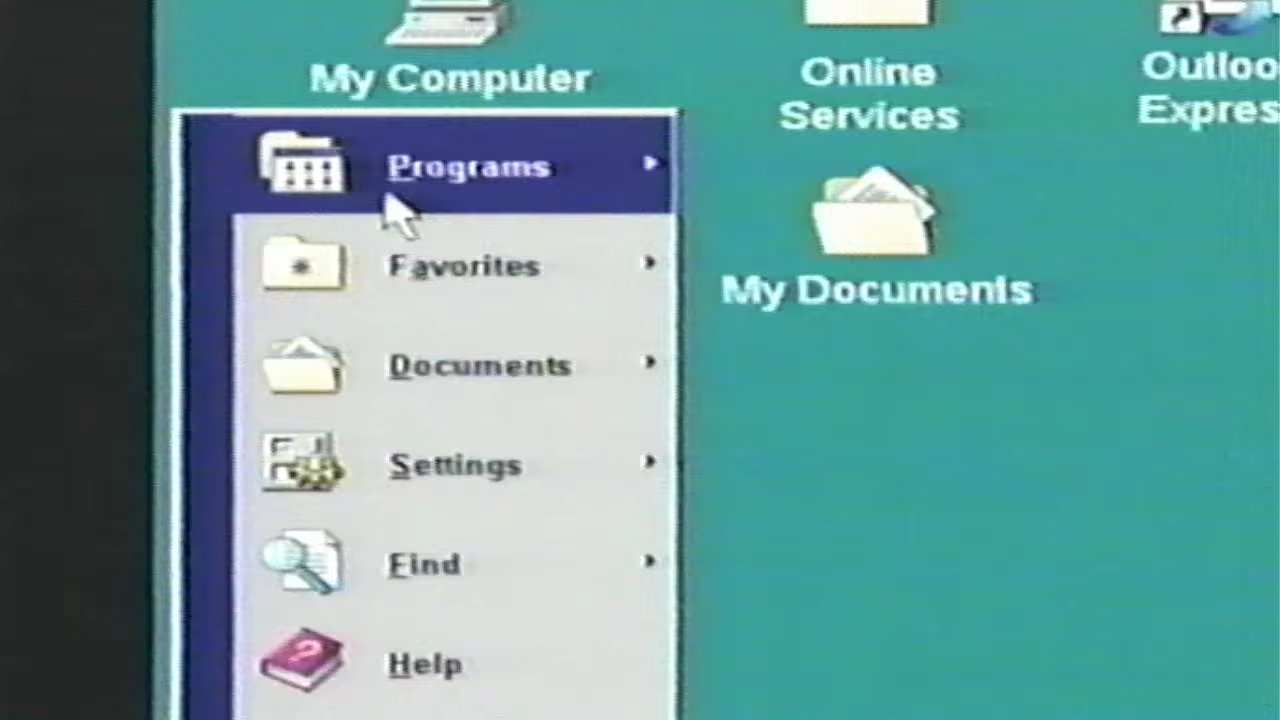 My Computer
Online
Services
Outloo
Expres
Programs
Favorites
Documents
Settings
Find
Help
My Documents